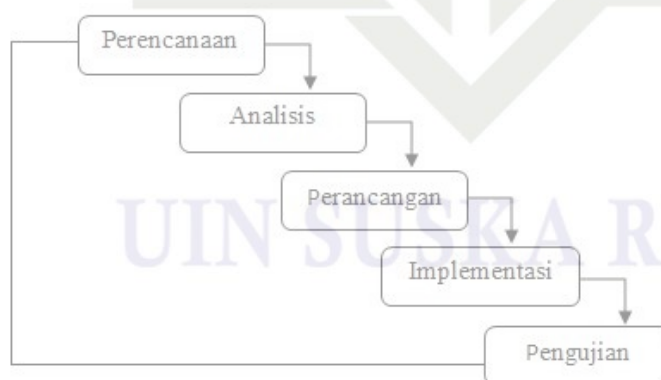 Perencanaan
Analisis
Perancangan
UIN SUSKA R
Implementasi
Pengujian